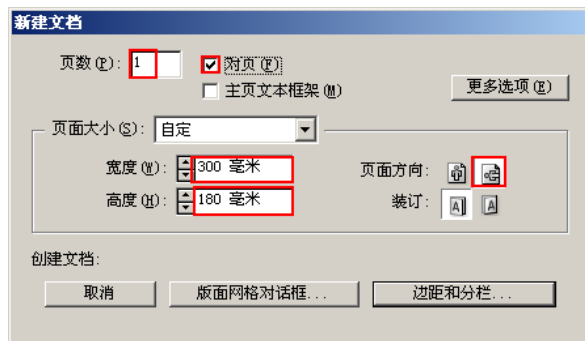 新建文档
页数(P): 1
对页(F)
主页文本框架(M)
更多选项(E)
页面大小(S): 自定
宽度(W): 300 毫米
页面方向:
高度(H): 180 毫米
装订:
创建文档:
取消
版面网格对话框...
边距和分栏...